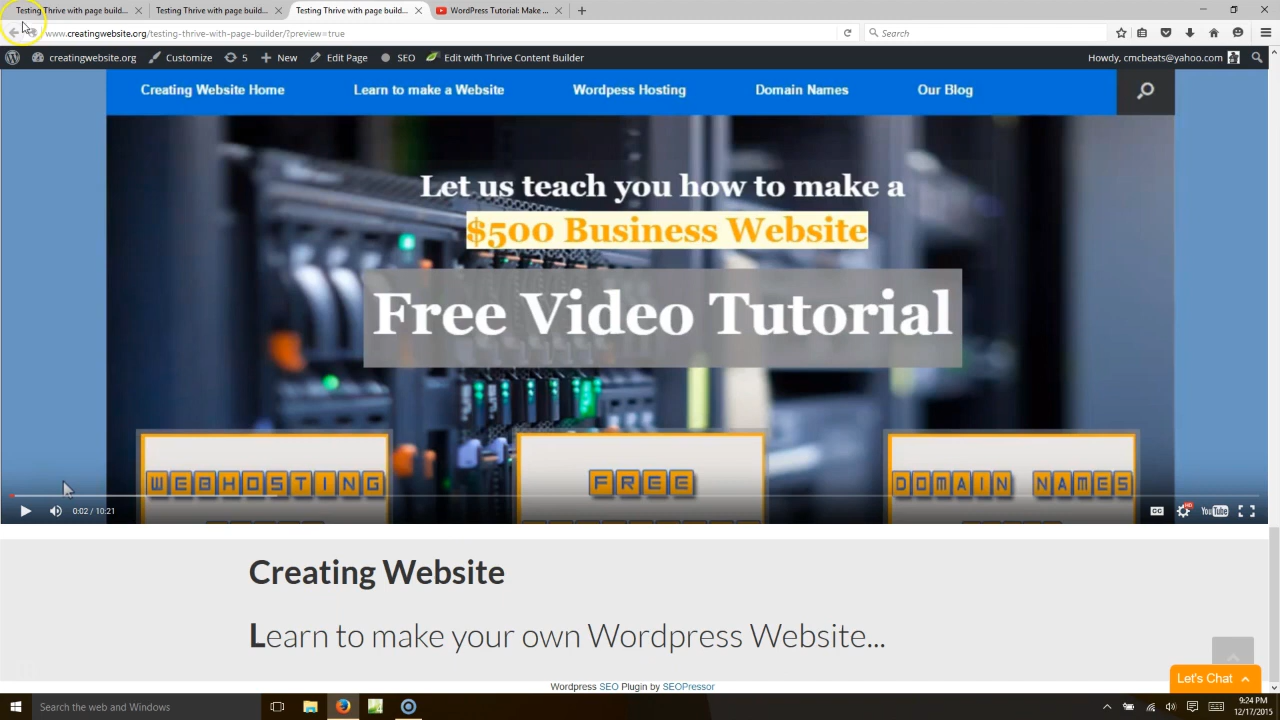 Testing Thrive with page build...
Testing Thrive with page build...
Testing Thrive with page build...
WordPress Tutorial: Make ...
www.creatingwebsite.org/testing-thrive-with-page-builder/?preview=true
Search
creatingwebsite.org
Customize
5
New
Edit Page
SEO
Edit with Thrive Content Builder
Howdy, cmcbeats@yahoo.com
Creating Website Home
Learn to make a Website
Wordpess Hosting
Domain Names
Our Blog
Let us teach you how to make a
$500 Business Website
Free Video Tutorial
WEBHOSTING
FREE
DOMAIN NAMES
0:02 / 10:21
CC
HD
YouTube
Creating Website
Learn to make your own Wordpress Website...
Wordpress SEO Plugin by SEOPressor
Let's Chat
Search the web and Windows
9:24 PM
12/17/2015